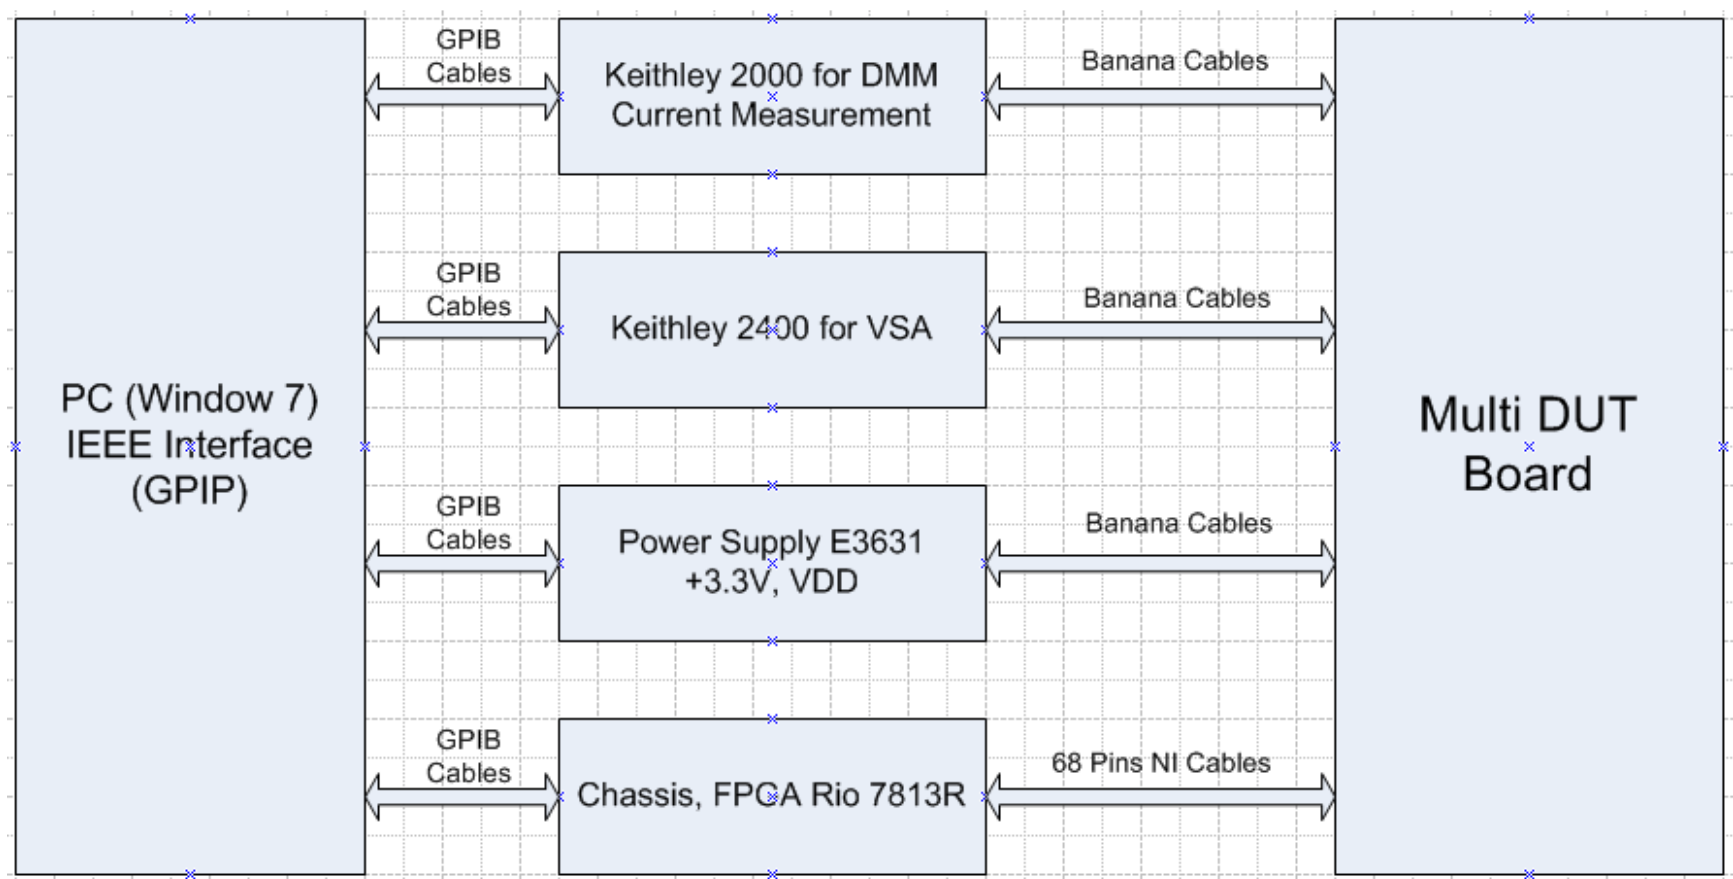 PC (Window 7)
IEEE Interface
(GPIP)
GPIB
Cables
Keithley 2000 for DMM
Current Measurement
Banana Cables
GPIB
Cables
Keithley 2400 for VSA
Banana Cables
GPIB
Cables
Power Supply E3631
+3.3V, VDD
Banana Cables
GPIB
Cables
Chassis, FPGA Rio 7813R
68 Pins NI Cables
Multi DUT
Board